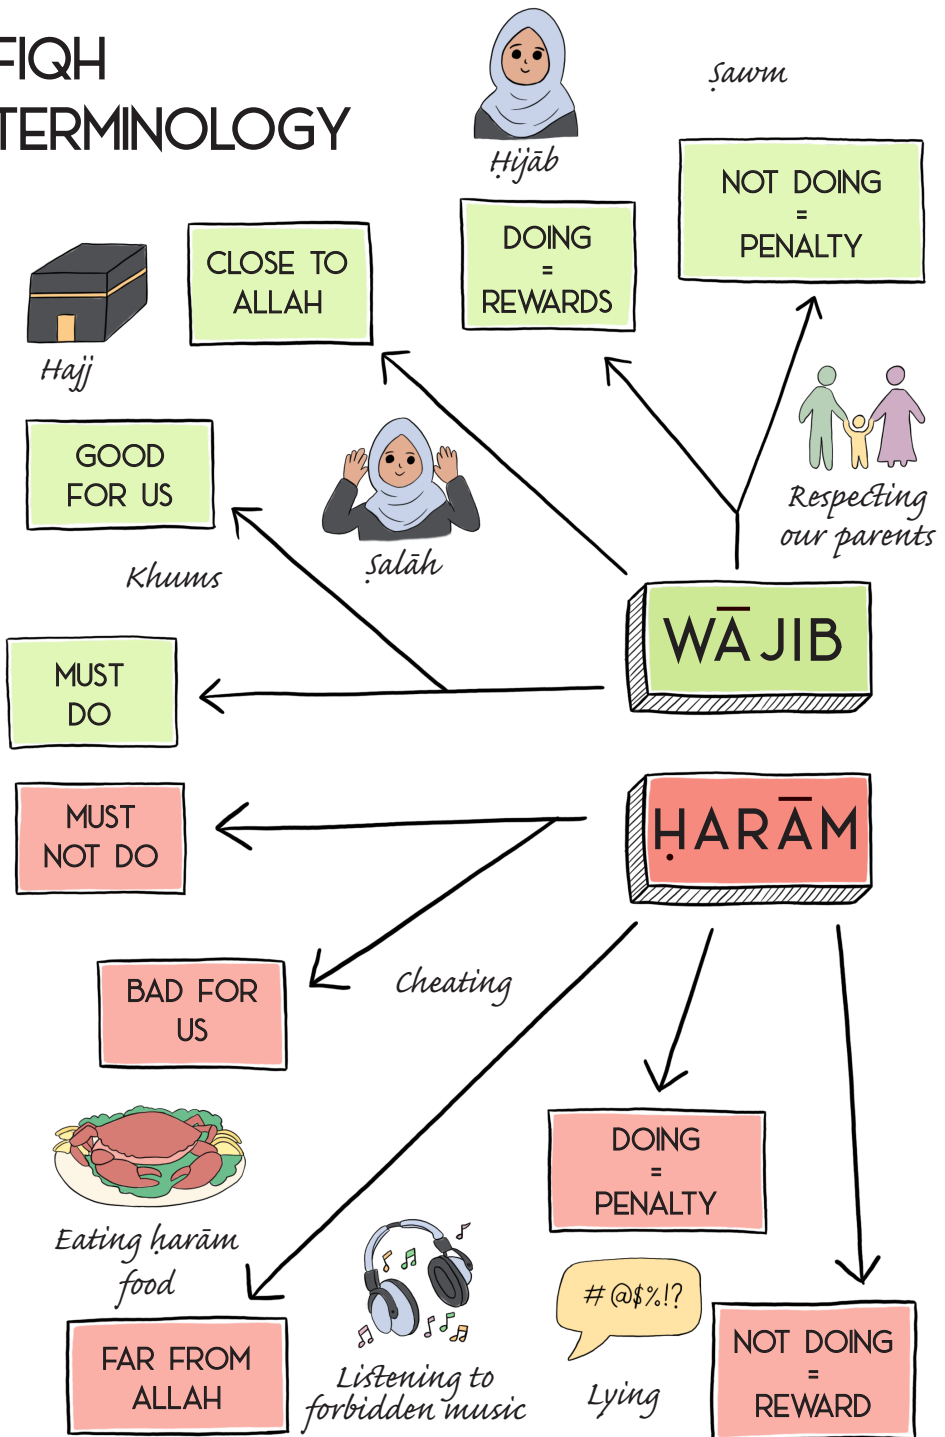 FIQH
TERMINOLOGY
Ṣawm
Ḥijāb
NOT DOING
=
PENALTY
DOING
=
REWARDS
CLOSE TO
ALLAH
Hajj
GOOD
FOR US
Ṣalāh
Respecting
our parents
Khums
WĀJIB
MUST
DO
MUST
NOT DO
ḤARĀM
BAD FOR
US
Cheating
DOING
=
PENALTY
Eating ḥarām
food
#@$%!?
NOT DOING
=
REWARD
FAR FROM
ALLAH
Listening to
forbidden music
Lying